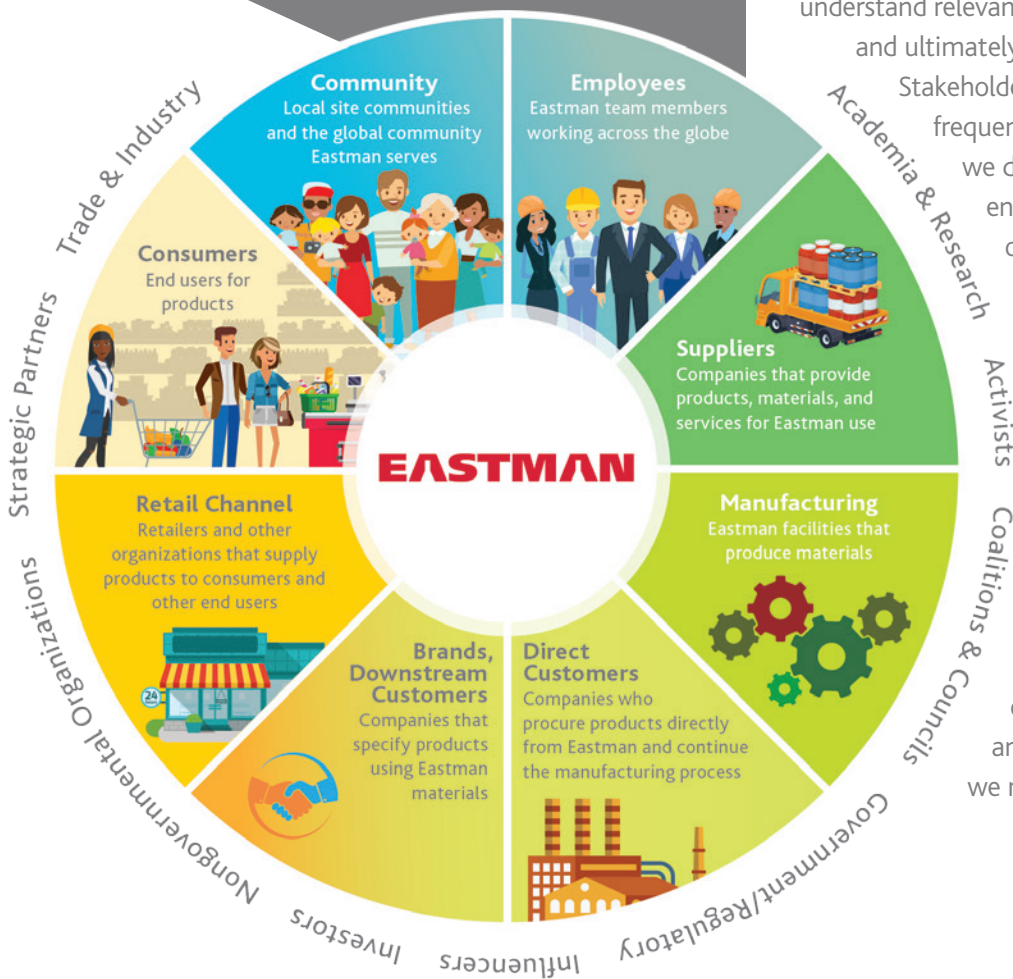 understand relevan
and ultimately
Stakeholde
frequen
we d
en
an
we
Community
Local site communities
and the global community
Eastman serves
Employees
Eastman team members
working across the globe
Suppliers
Companies that provide
products, materials, and
services for Eastman use
Manufacturing
Eastman facilities that
produce materials
Direct
Customers
Companies who
procure products directly
from Eastman and continue
the manufacturing process
Brands,
Downstream
Customers
Companies that
specify products
using Eastman
materials
Retail Channel
Retailers and other
organizations that supply
products to consumers and
other end users
24
Consumers
End users for
products
EASTMAN
Academia & Research
Activists
Coalitions & Councils
Government/Regulatory
Influencers
Investors
Nongovernmental Organizations
Strategic Partners
Trade & Industry